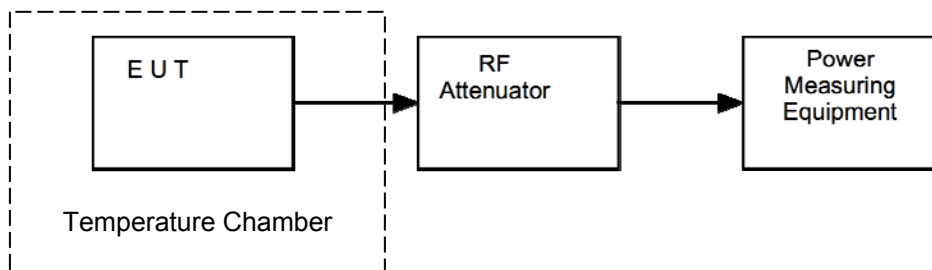 E U T
RF
Attenuator
Power
Measuring
Equipment
Temperature Chamber